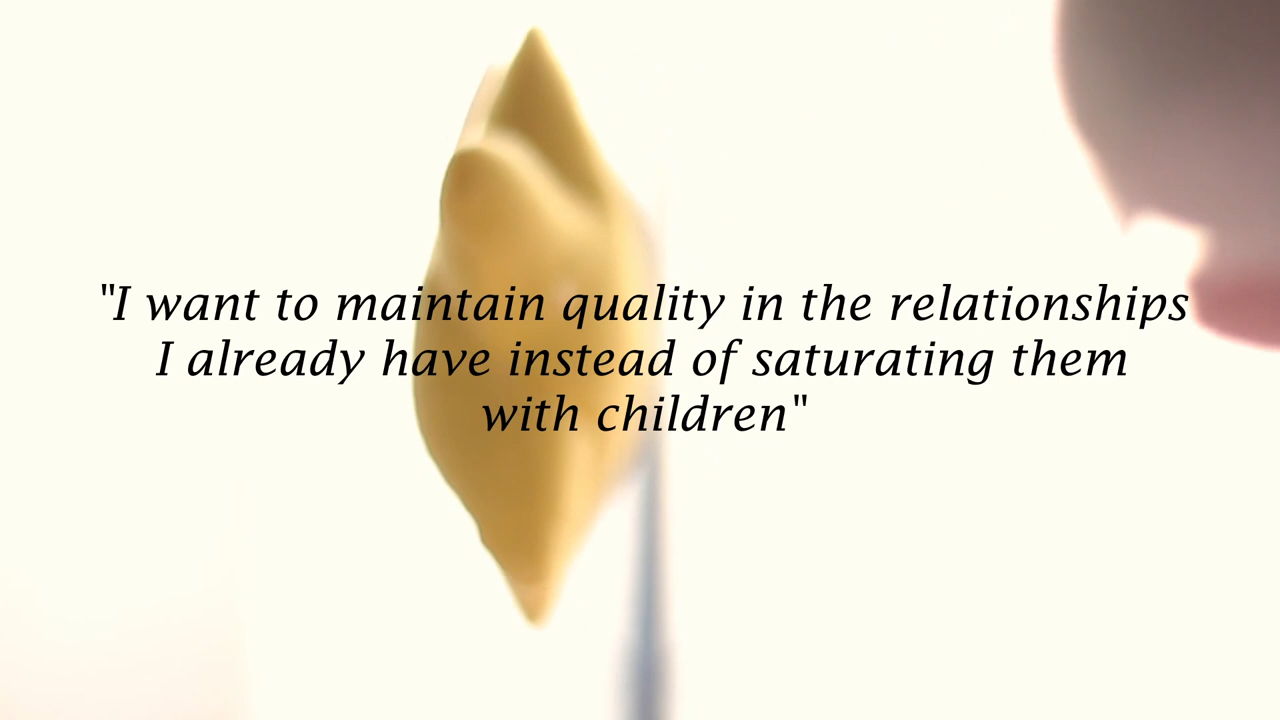 "I want to maintain quality in the relationships
I already have instead of saturating them
with children"